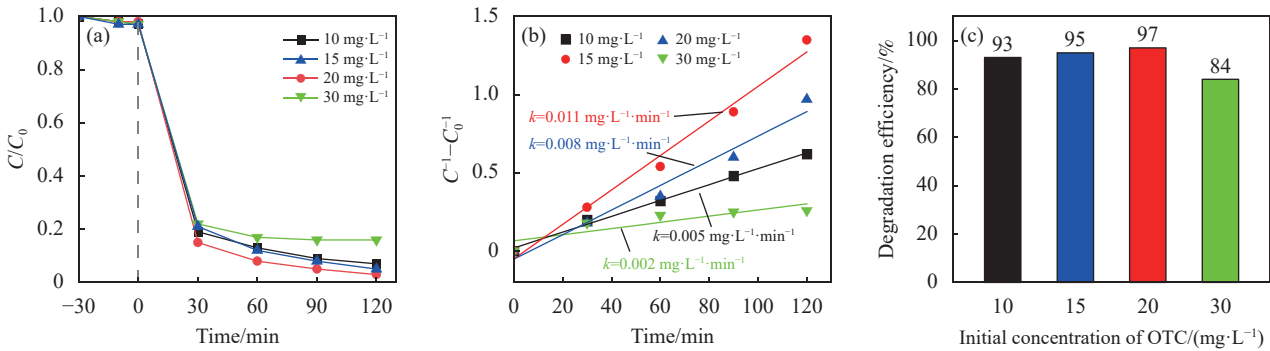 (a)
10 mg·L⁻¹
15 mg·L⁻¹
20 mg·L⁻¹
30 mg·L⁻¹
C/C₀
1.0
0.8
0.6
0.4
0.2
0
−30
0
30
60
90
120
Time/min
(b)
10 mg·L⁻¹
20 mg·L⁻¹
15 mg·L⁻¹
30 mg·L⁻¹
k=0.011 mg·L⁻¹·min⁻¹
k=0.008 mg·L⁻¹·min⁻¹
k=0.005 mg·L⁻¹·min⁻¹
k=0.002 mg·L⁻¹·min⁻¹
C⁻¹−C₀⁻¹
1.5
1.0
0.5
0
0
20
40
60
80
100
120
Time/min
(c)
93
95
97
84
Degradation efficiency/%
100
80
60
40
20
0
10
15
20
30
Initial concentration of OTC/(mg·L⁻¹)